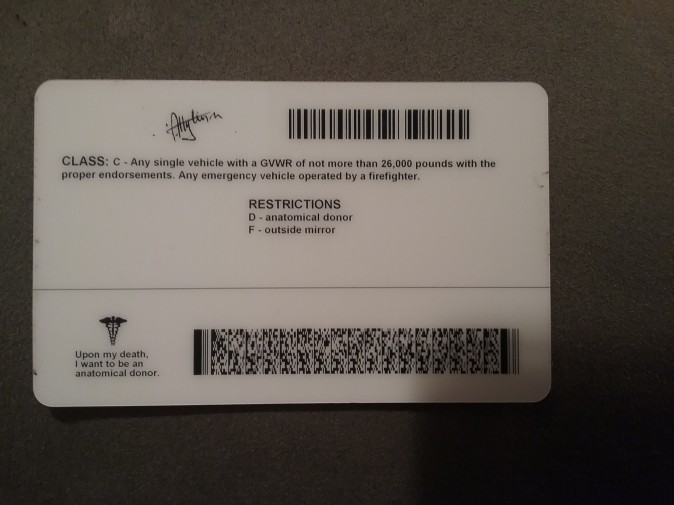 CLASS: C - Any single vehicle with a GVWR of not more than 26,000 pounds with the
proper endorsements. Any emergency vehicle operated by a firefighter.
RESTRICTIONS
D - anatomical donor
F - outside mirror
Upon my death,
I want to be an
anatomical donor.